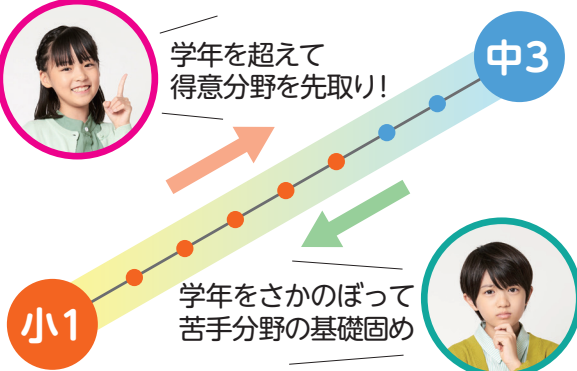 学年を超えて
得意分野を先取り!
中3
小1
学年をさかのぼって
苦手分野の基礎固め